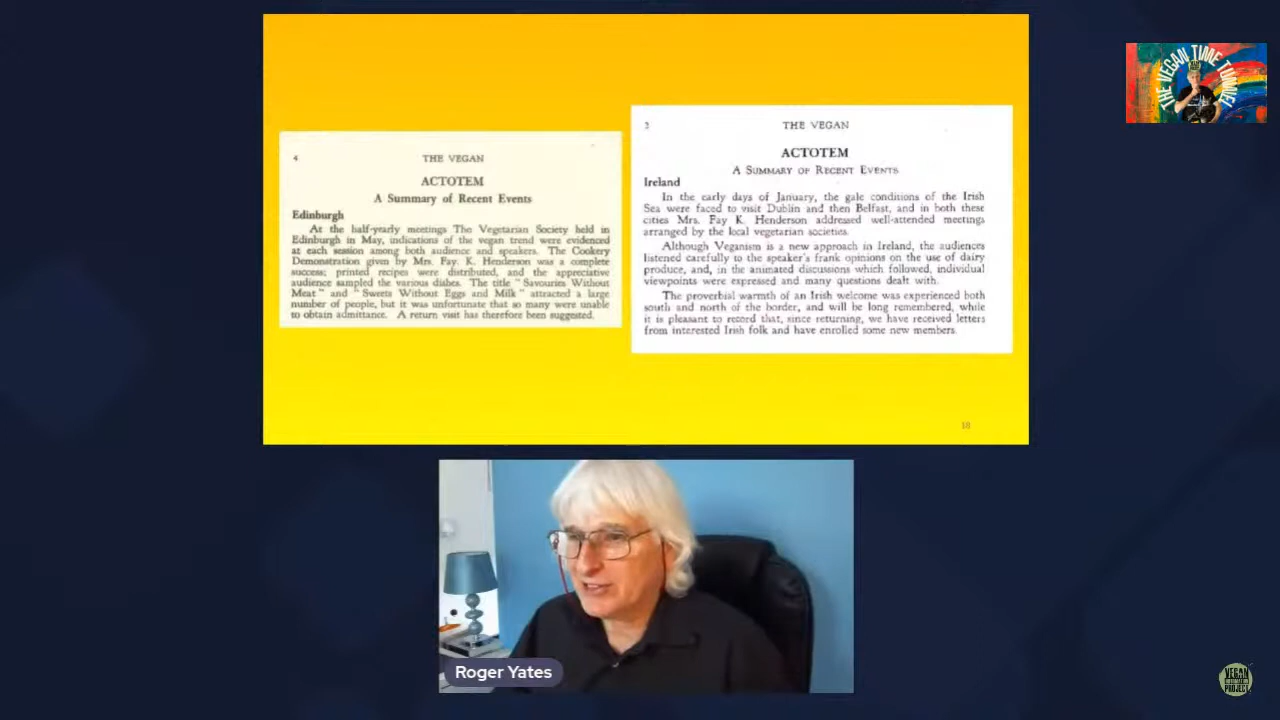 4 THE VEGAN
ACTOTEM
A Summary of Recent Events
Edinburgh
At the half-yearly meetings The Vegetarian Society held in
Edinburgh in May, indications of the vegan trend were evidenced
at each session among both audience and speakers. The Cookery
Demonstration given by Mrs. Fay. K. Henderson was a complete
success; printed recipes were distributed, and the appreciative
audience sampled the various dishes. The title "Savouries Without
Meat" and "Sweets Without Eggs and Milk" attracted a large
number of people, but it was unfortunate that so many were unable
to obtain admittance. A return visit has therefore been suggested.
3 THE VEGAN
ACTOTEM
A SUMMARY OF RECENT EVENTS
Ireland
In the early days of January, the gale conditions of the Irish
Sea were faced to visit Dublin and then Belfast, and in both these
cities Mrs. Fay K. Henderson addressed well-attended meetings
arranged by the local vegetarian societies.
Although Veganism is a new approach in Ireland, the audiences
listened carefully to the speaker's frank opinions on the use of dairy
produce, and, in the animated discussions which followed, individual
viewpoints were expressed and many questions dealt with.
The proverbial warmth of an Irish welcome was experienced both
south and north of the border, and will be long remembered, while
it is pleasant to record that, since returning, we have received letters
from interested Irish folk and have enrolled some new members.
18
THE VEGAN TIME TUNNEL
Roger Yates
VEGAN
PROJECT